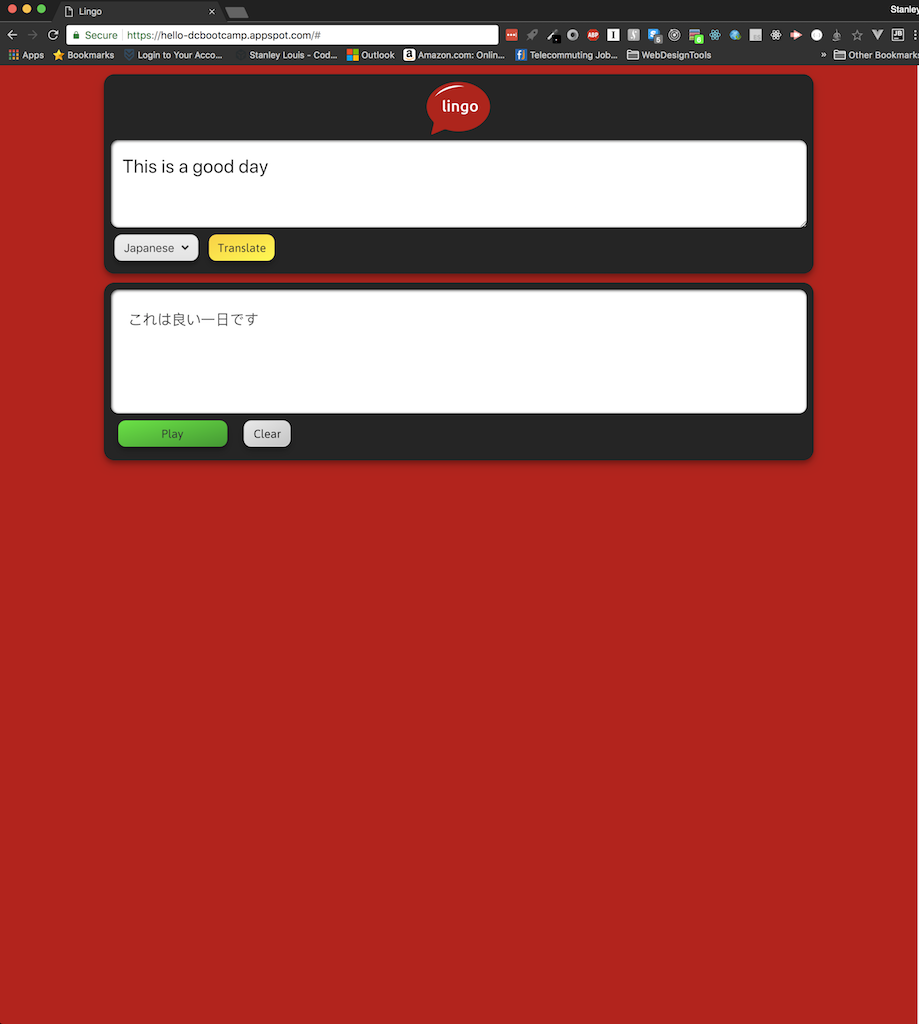 Lingo
Stanley
Secure https://hello-dcbootcamp.appspot.com/#
Apps Bookmarks Login to Your Acco... Stanley Louis - Cod... Outlook Amazon.com: Onlin... Telecommuting Job... WebDesignTools » Other Bookmarks
lingo
This is a good day
Japanese Translate
これは良い一日です
Play Clear